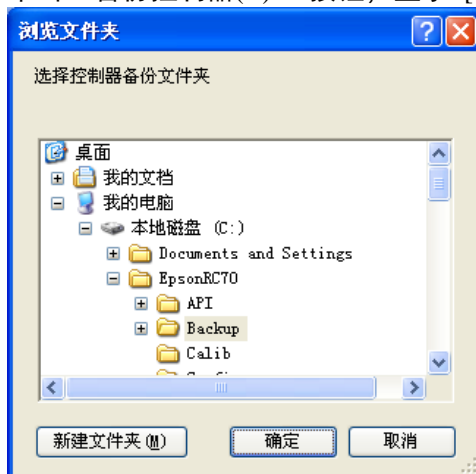 浏览文件夹
选择控制器备份文件夹
桌面
我的文档
我的电脑
本地磁盘 (C:)
Documents and Settings
EpsonRC70
API
Backup
Calib
新建文件夹(M)
确定
取消